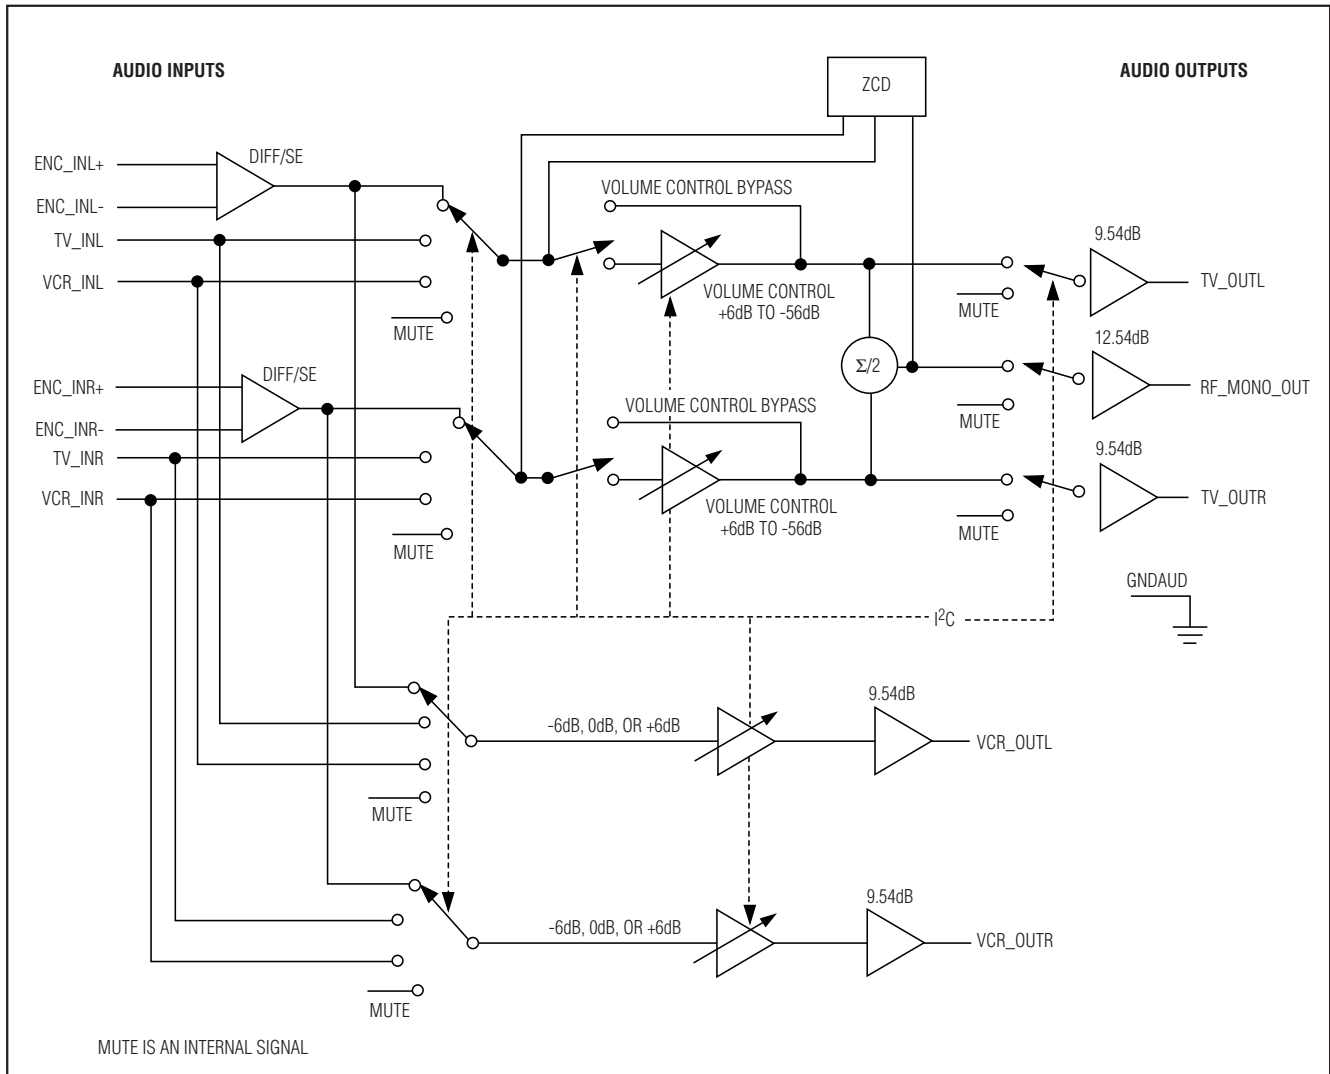 AUDIO INPUTS
AUDIO OUTPUTS
ZCD
ENC_INL+
DIFF/SE
ENC_INL-
VOLUME CONTROL BYPASS
TV_INL
9.54dB
VCR_INL
TV_OUTL
VOLUME CONTROL
+6dB TO -56dB
MUTE
MUTE
12.54dB
Σ/2
ENC_INR+
DIFF/SE
RF_MONO_OUT
VOLUME CONTROL BYPASS
MUTE
ENC_INR-
9.54dB
TV_INR
VCR_INR
TV_OUTR
VOLUME CONTROL
+6dB TO -56dB
MUTE
MUTE
GNDAUD
I²C
9.54dB
-6dB, 0dB, OR +6dB
VCR_OUTL
MUTE
9.54dB
-6dB, 0dB, OR +6dB
VCR_OUTR
MUTE
MUTE IS AN INTERNAL SIGNAL